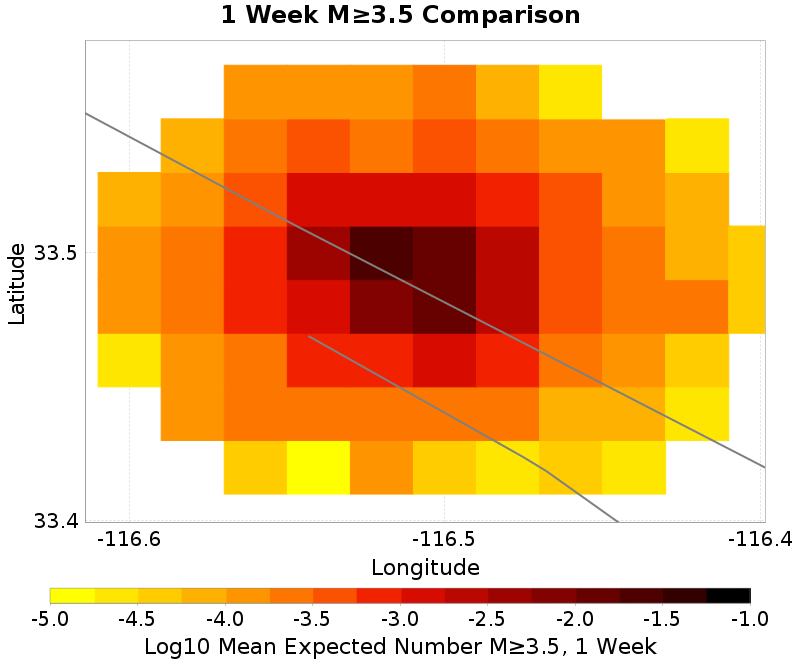 1 Week M≥3.5 Comparison
Latitude
33.5
33.4
-116.6 -116.5 -116.4
Longitude
-5.0 -4.5 -4.0 -3.5 -3.0 -2.5 -2.0 -1.5 -1.0
Log10 Mean Expected Number M≥3.5, 1 Week